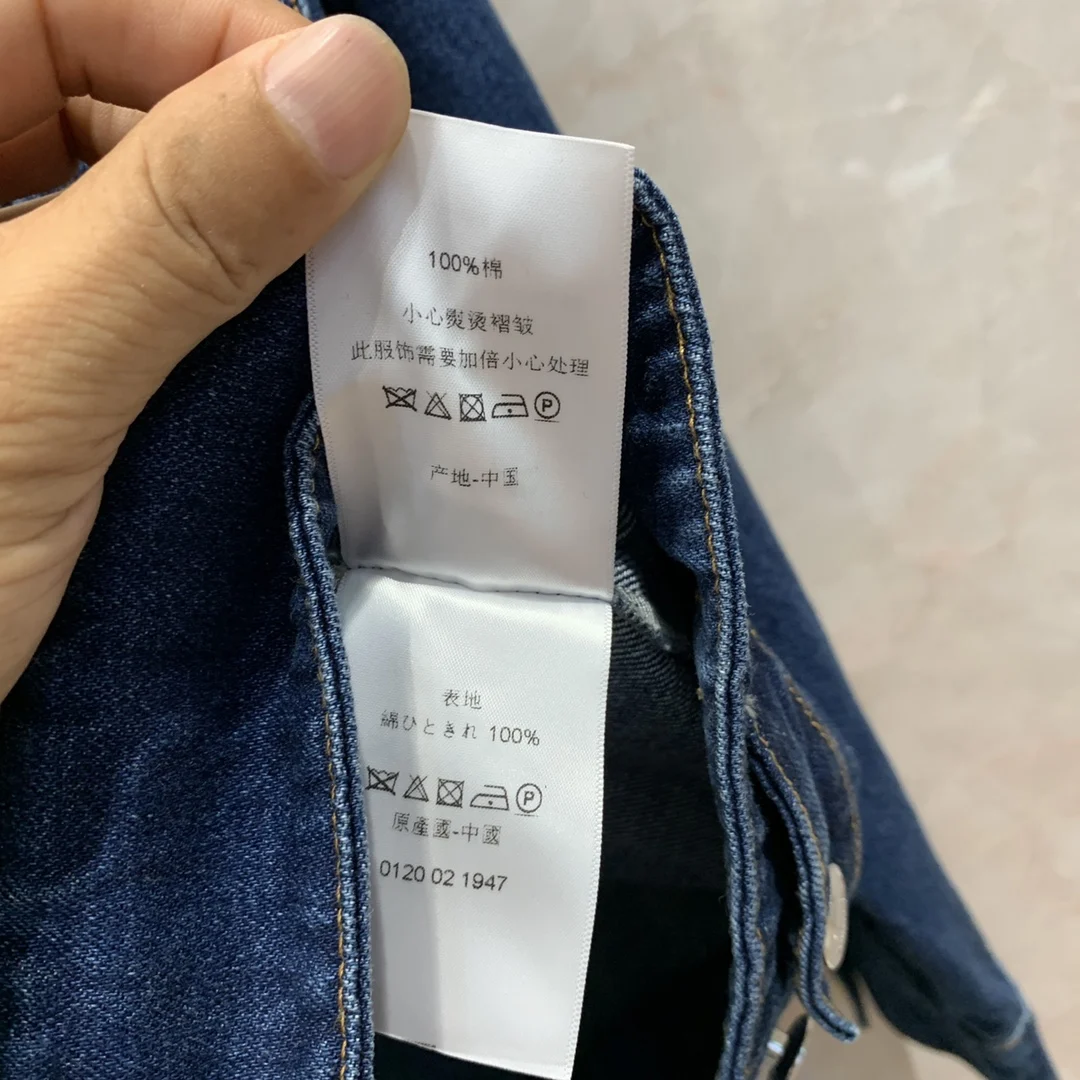 100%棉
小心熨烫褶皱
此服饰需要加倍小心处理
P
产地-中国
表地
綿ひときれ 100%
P
原產國-中國
0120 02 1947